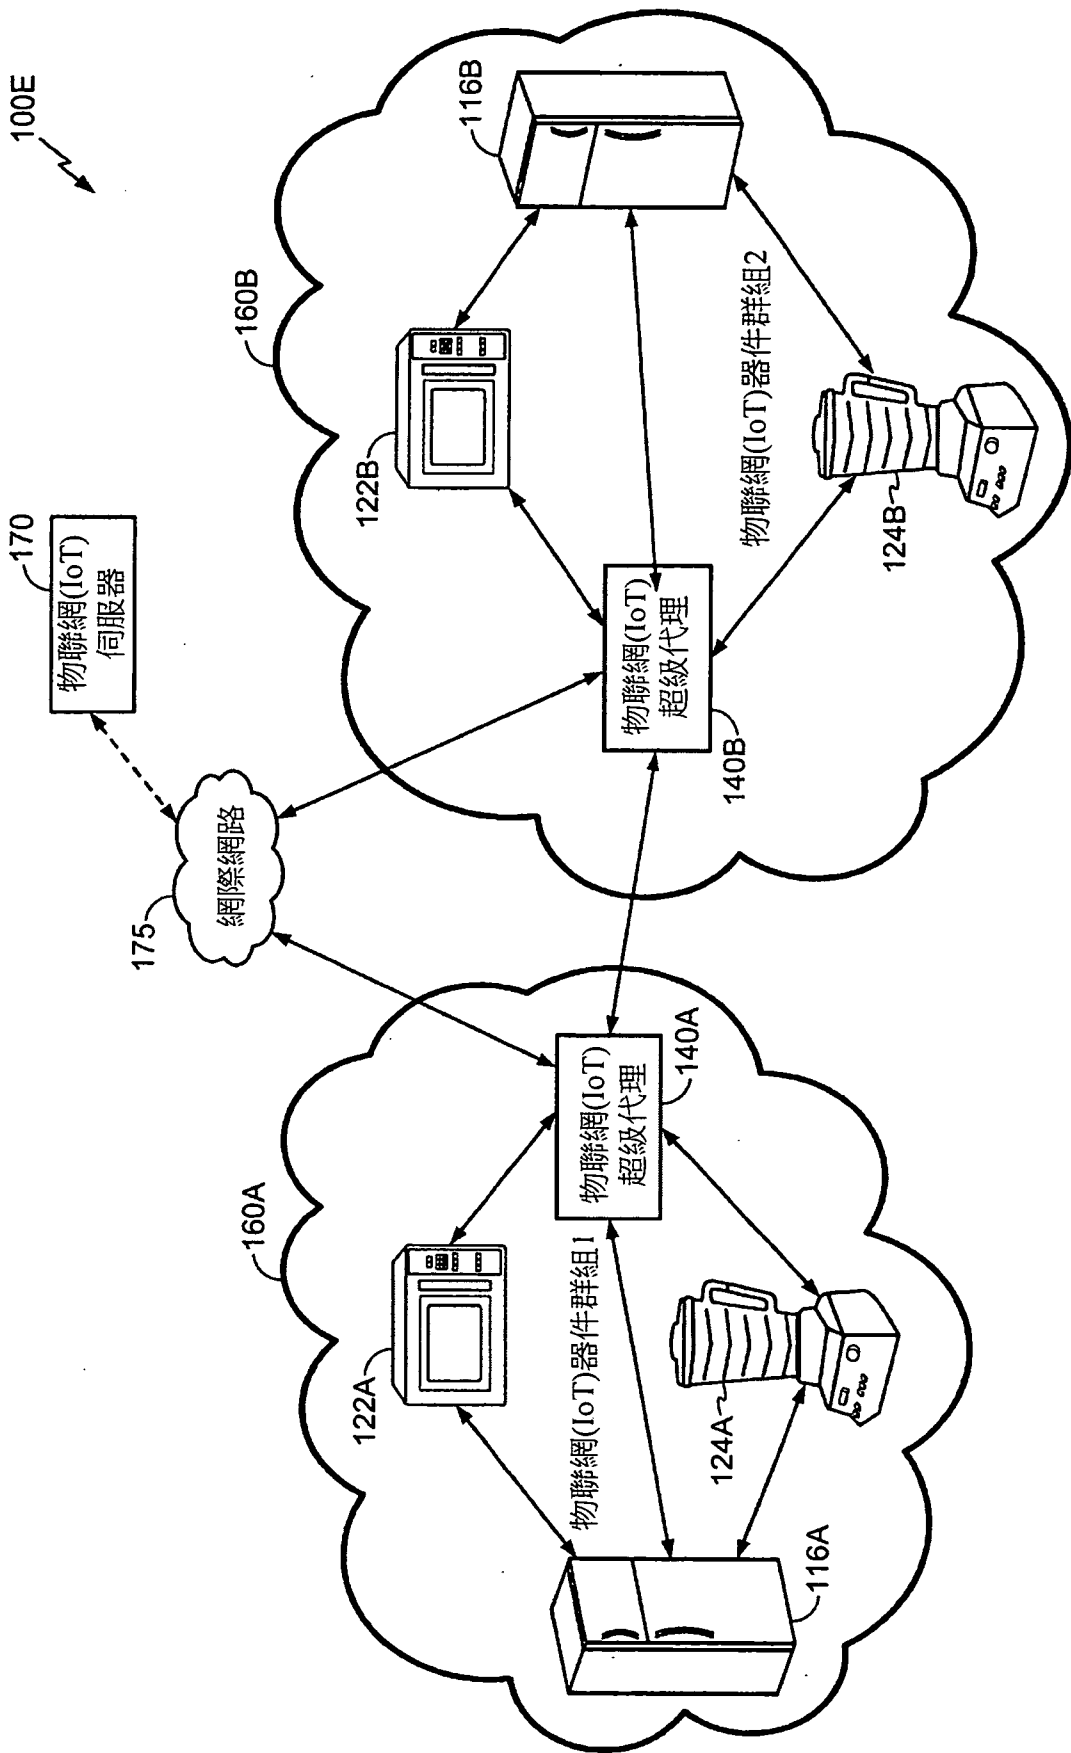 100E
170
物聯網(IoT)
伺服器
175
網際網路
160A
122A
物聯網(IoT)器件群組1
物聯網(IoT)
超級代理
140A
124A
116A
160B
122B
116B
物聯網(IoT)器件群組2
物聯網(IoT)
超級代理
140B
124B